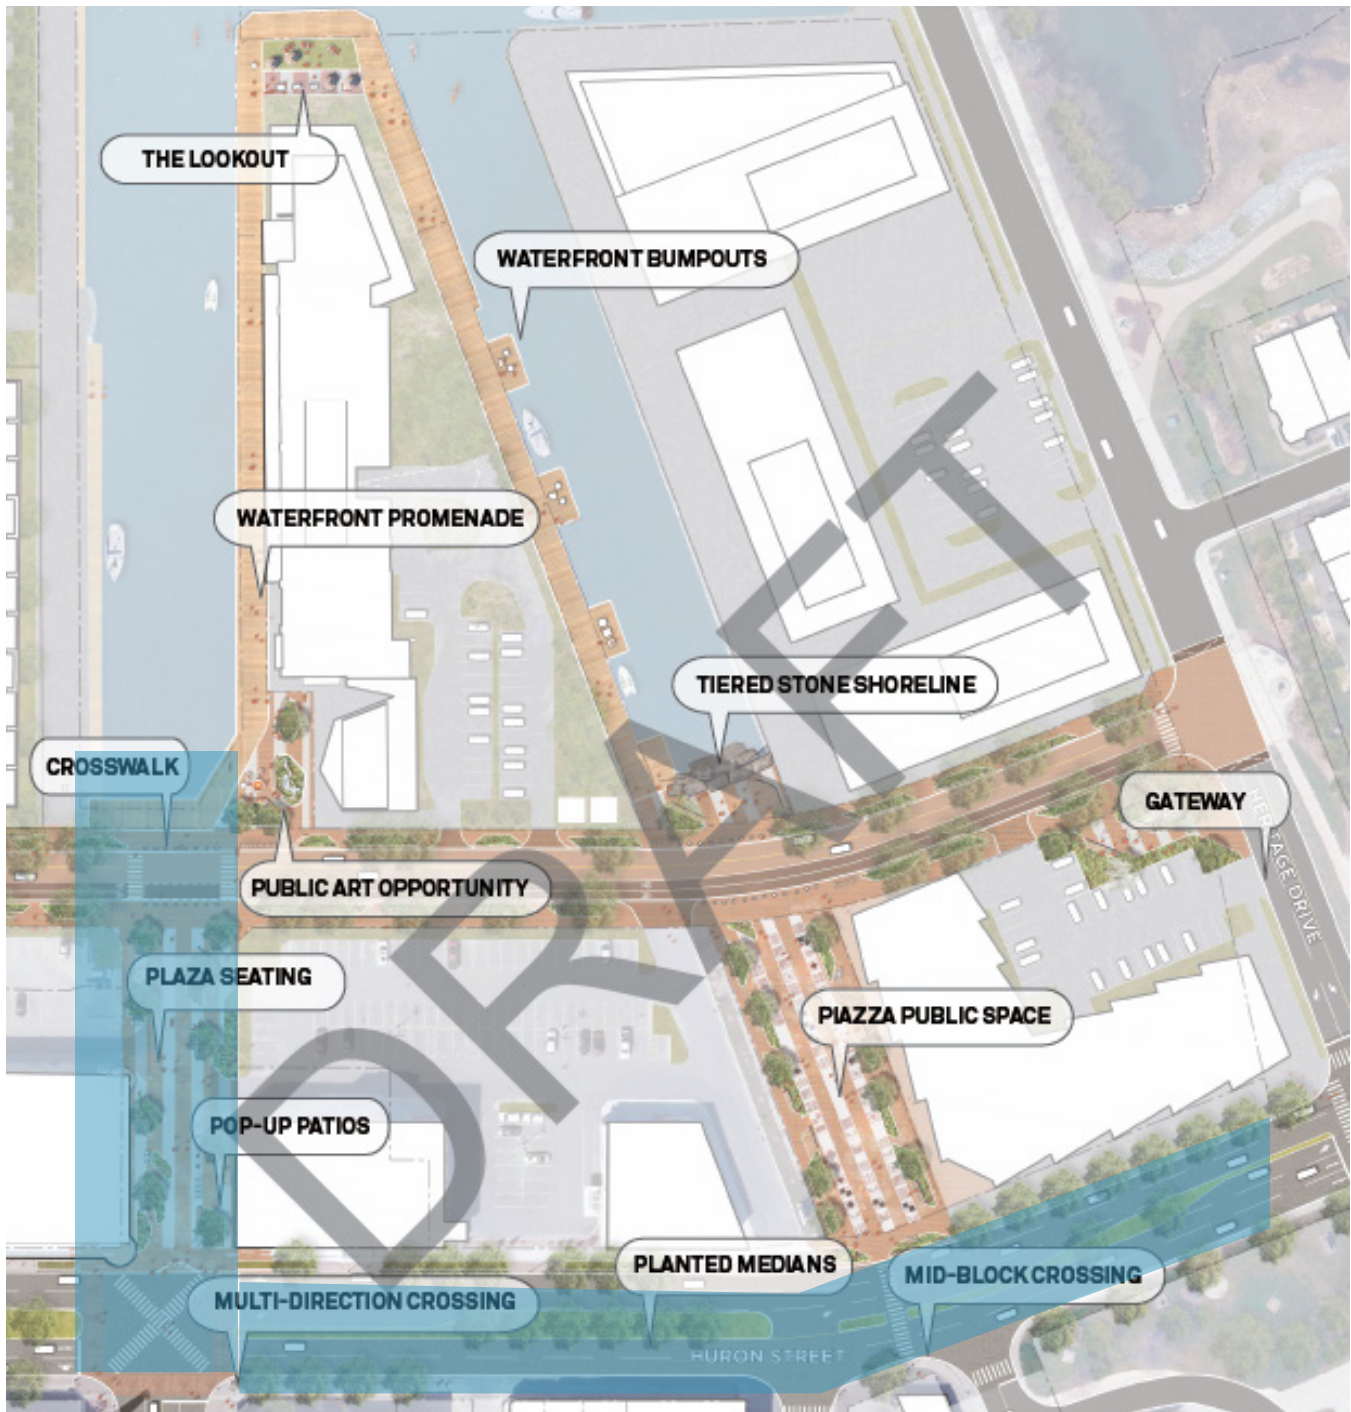 THE LOOKOUT
WATERFRONT BUMPOUTS
WATERFRONT PROMENADE
TIERED STONE SHORELINE
CROSSWALK
GATEWAY
HERITAGE DRIVE
PUBLIC ART OPPORTUNITY
PLAZA SEATING
PIAZZA PUBLIC SPACE
POP-UP PATIOS
PLANTED MEDIANS
MID-BLOCK CROSSING
MULTI-DIRECTION CROSSING
HURON STREET
DRAFT